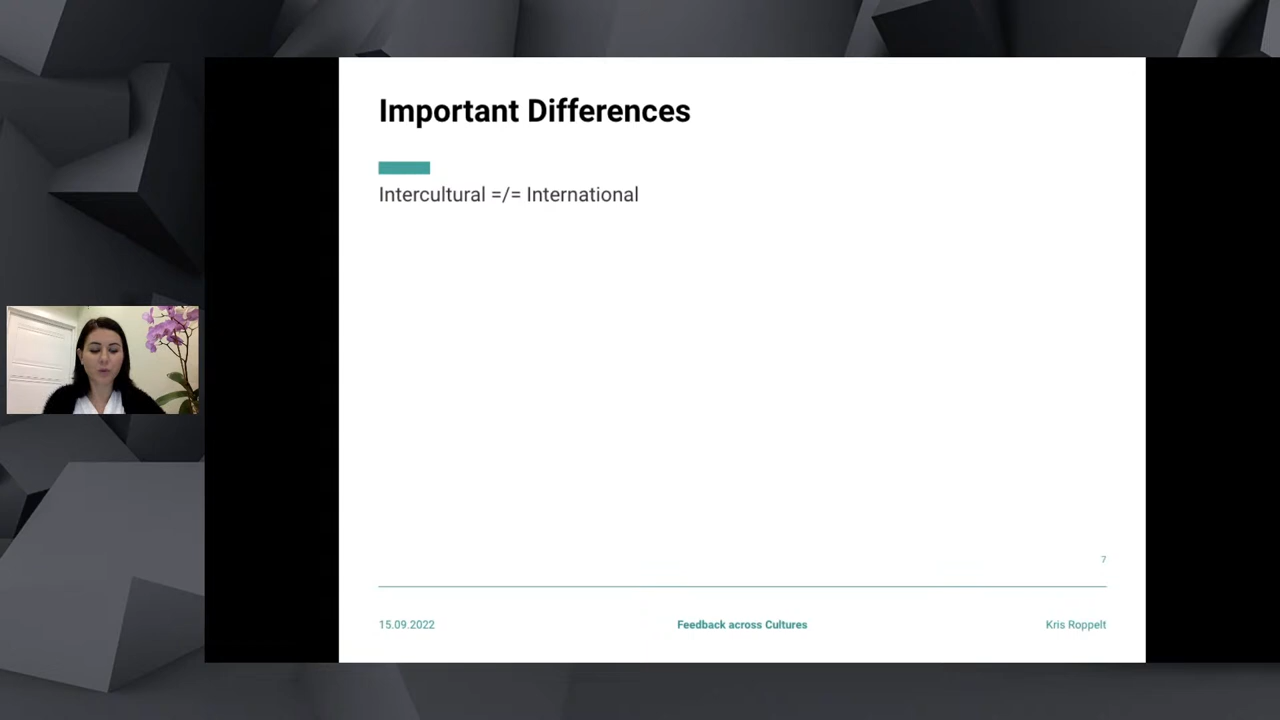 Important Differences
Intercultural =/= International
7
15.09.2022
Feedback across Cultures
Kris Roppelt